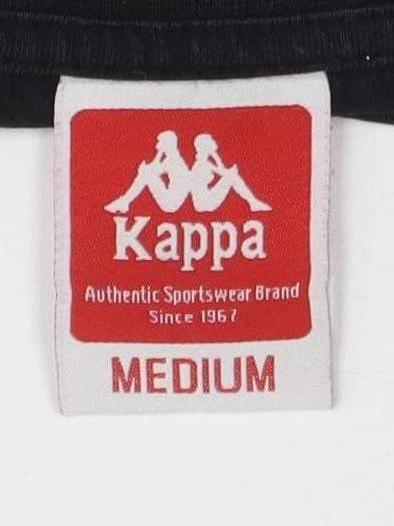 Kappa
Authentic Sportswear Brand
Since 1967
MEDIUM